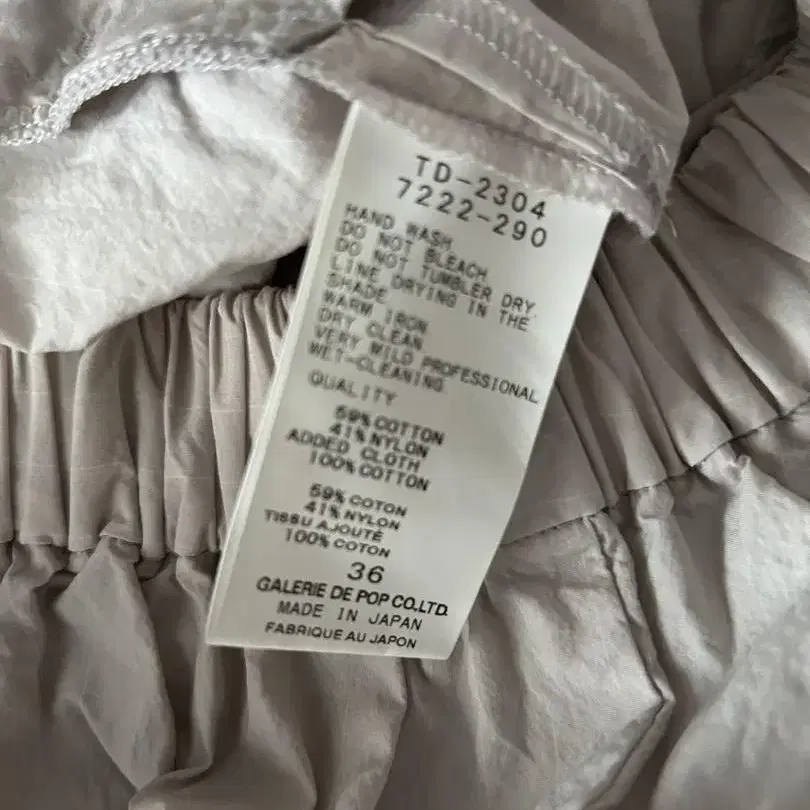 TD-2304
7222-290
HAND WASH
DO NOT BLEACH
DO NOT TUMBLER DRY
LINE DRYING IN THE
SHADE
WARM IRON
DRY CLEAN
VERY MILD PROFESSIONAL
WET-CLEANING
QUALITY
59% COTTON
41% NYLON
ADDED CLOTH
100% COTTON
59% COTON
41% NYLON
TISSU AJOUTÉ
100% COTON
36
GALERIE DE POP CO.LTD.
MADE IN JAPAN
FABRIQUE AU JAPON